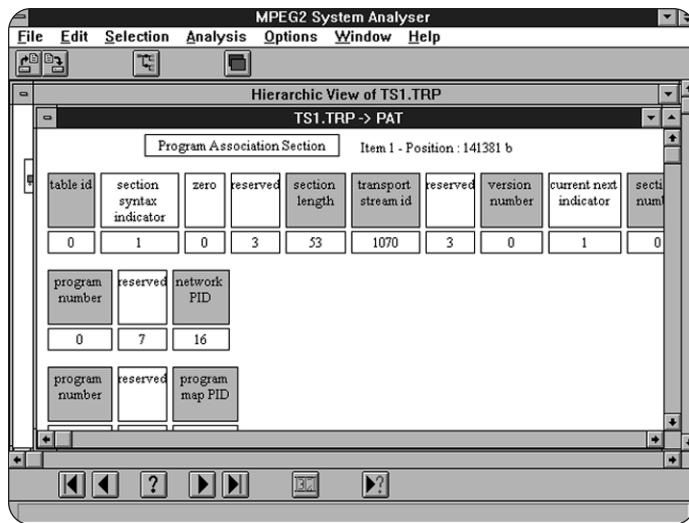 MPEG2 System Analyser
File Edit Selection Analysis Options Window Help
Hierarchic View of TS1.TRP
TS1.TRP -> PAT
Program Association Section Item 1 - Position : 141381 b
table id section syntax indicator zero reserved section length transport stream id reserved version number current next indicator secti num
0 1 0 3 53 1070 3 0 1 0
program number reserved network PID
0 7 16
program number reserved program map PID
? ?